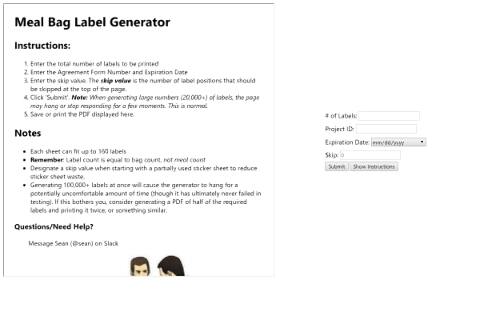 Meal Bag Label Generator
Instructions:
1. Enter the total number of labels to be printed
2. Enter the Agreement Form Number and Expiration Date
3. Enter the skip value. The skip value is the number of label positions that should
be skipped at the top of the page.
4. Click 'Submit'. Note: When generating large numbers (20,000+) of labels, the page
may hang or stop responding for a few moments. This is normal.
5. Save or print the PDF displayed here.
Notes
• Each sheet can fit up to 160 labels
• Remember: Label count is equal to bag count, not meal count
• Designate a skip value when starting with a partially used sticker sheet to reduce
sticker sheet waste.
• Generating 100,000+ labels at once will cause the generator to hang for a
potentially uncomfortable amount of time (though it has ultimately never failed in
testing). If this bothers you, consider generating a PDF of half of the required
labels and printing it twice, or something similar.
Questions/Need Help?
Message Sean (@sean) on Slack
# of Labels:
Project ID:
Expiration Date: mm/dd/yyyy
Skip: 0
Submit Show Instructions